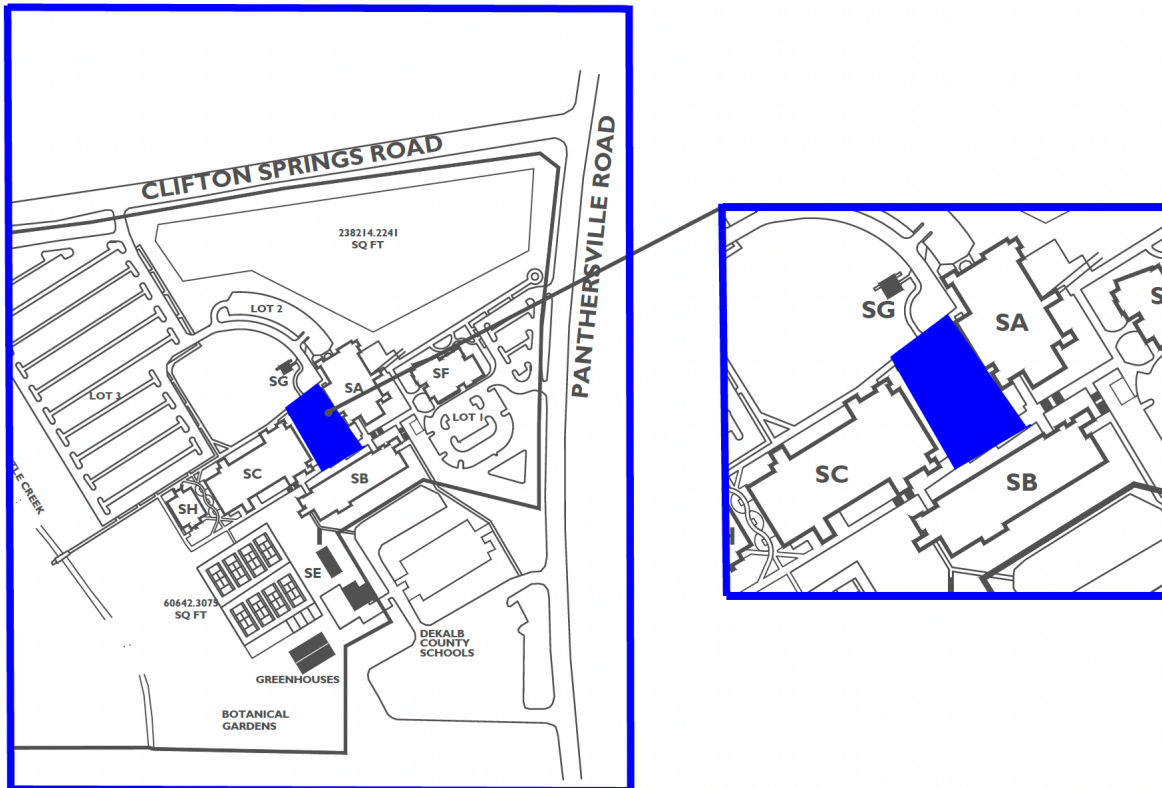 CLIFTON SPRINGS ROAD
PANTHERSVILLE ROAD
238214.2241
SQ FT
LOT 2
SG
SA
SF
LOT 3
LOT 1
SC
SB
SH
SE
60642.3075
SQ FT
DEKALB
COUNTY
SCHOOLS
GREENHOUSES
BOTANICAL
GARDENS
CREEK
SG
SA
S
SC
SB
H